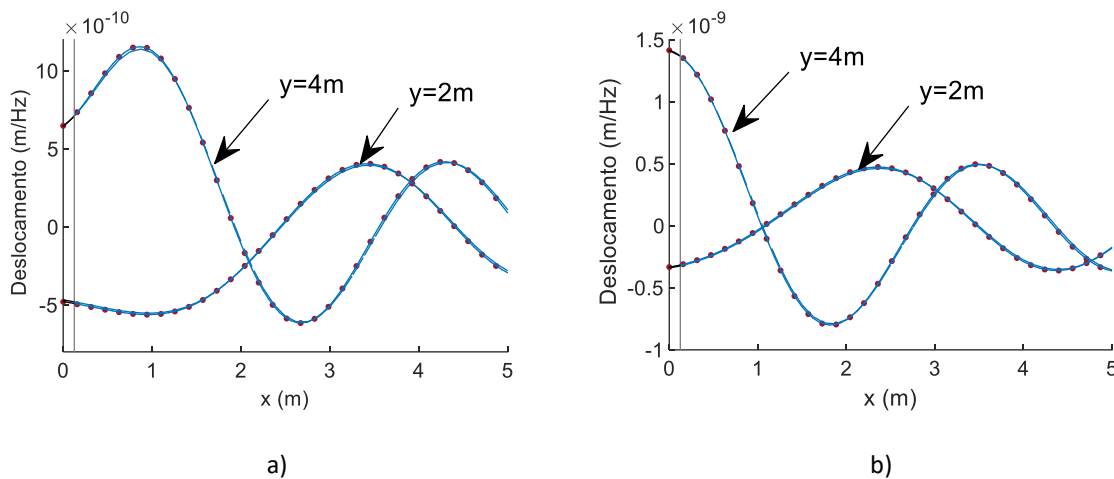 × 10^-10
10
5
0
-5
0 1 2 3 4 5
Deslocamento (m/Hz)
x (m)
y=4m
y=2m
a)
× 10^-9
1.5
1
0.5
0
-0.5
-1
0 1 2 3 4 5
Deslocamento (m/Hz)
x (m)
y=4m
y=2m
b)